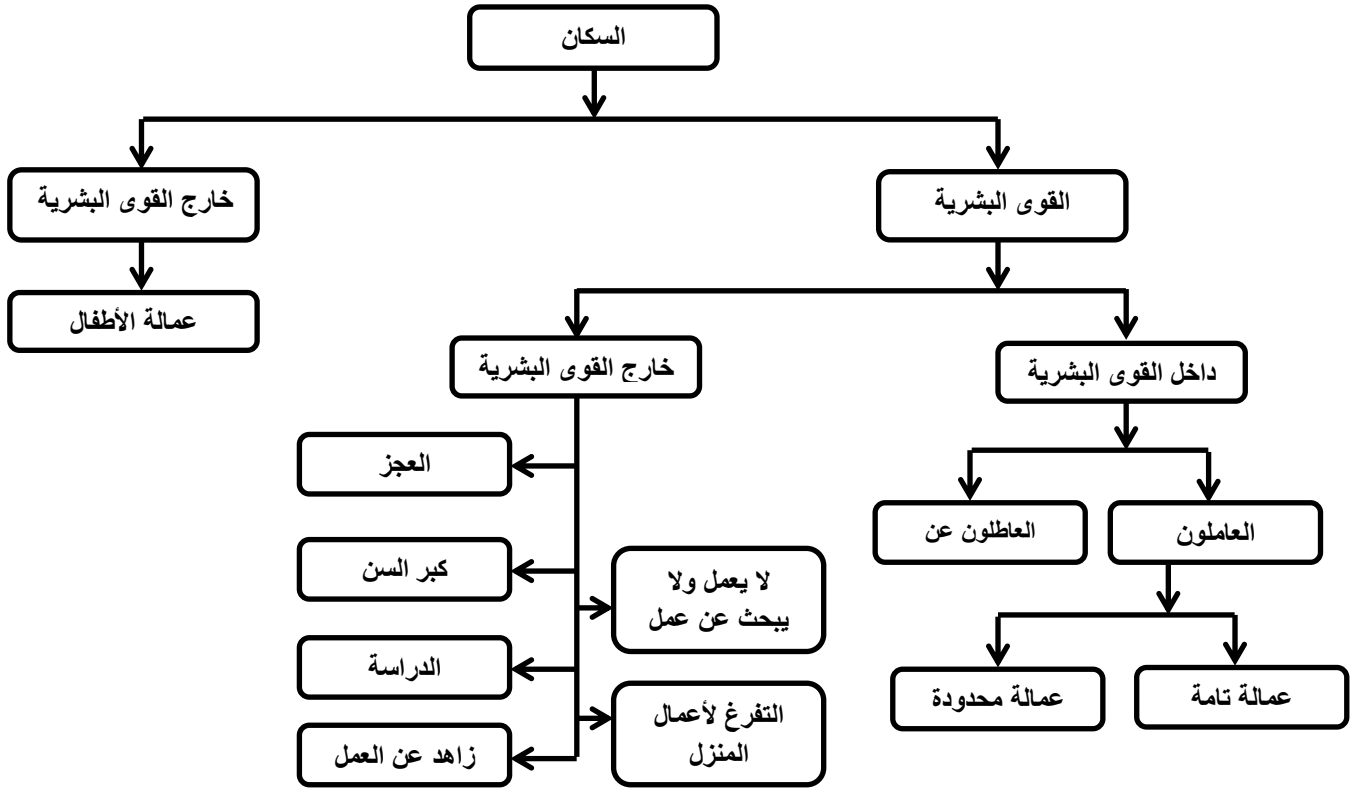 السكان
القوى البشرية
خارج القوى البشرية
عمالة الأطفال
داخل القوى البشرية
خارج القوى البشرية
العاملون
العاطلون عن
عمالة تامة
عمالة محدودة
العجز
كبر السن
لا يعمل ولا
يبحث عن عمل
الدراسة
التفرغ لأعمال
المنزل
زاهد عن العمل